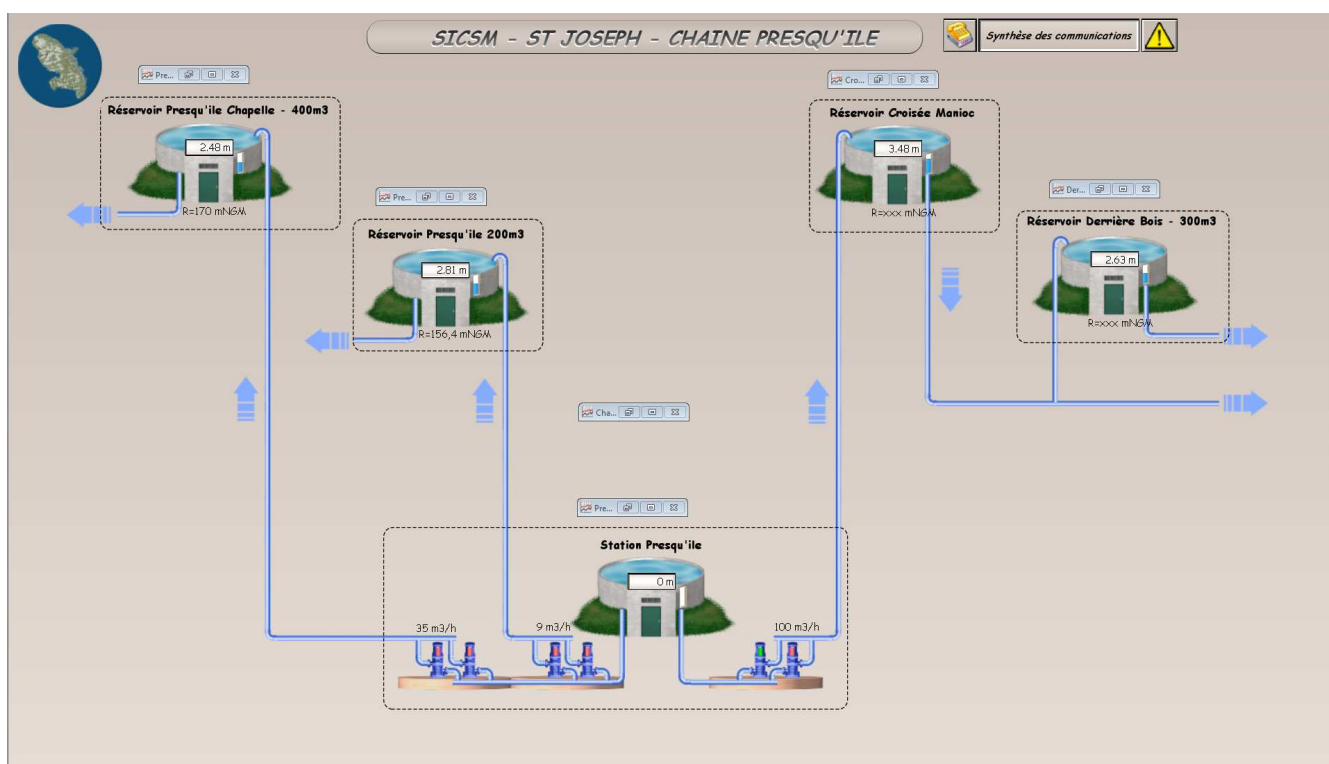 SICSM - ST JOSEPH - CHAINE PRESQU'ILE
Synthèse des communications
Pre...
Cro...
Réservoir Presqu'ile Chapelle - 400m3
2.48 m
R=170 mNGM
Réservoir Croisée Manioc
3.48 m
R=xxx mNGM
Pre...
Der...
Réservoir Presqu'ile 200m3
2.81 m
R=156,4 mNGM
Réservoir Derrière Bois - 300m3
2.63 m
R=xxx mNGM
Cha...
Pre...
Station Presqu'ile
0 m
35 m3/h
9 m3/h
100 m3/h